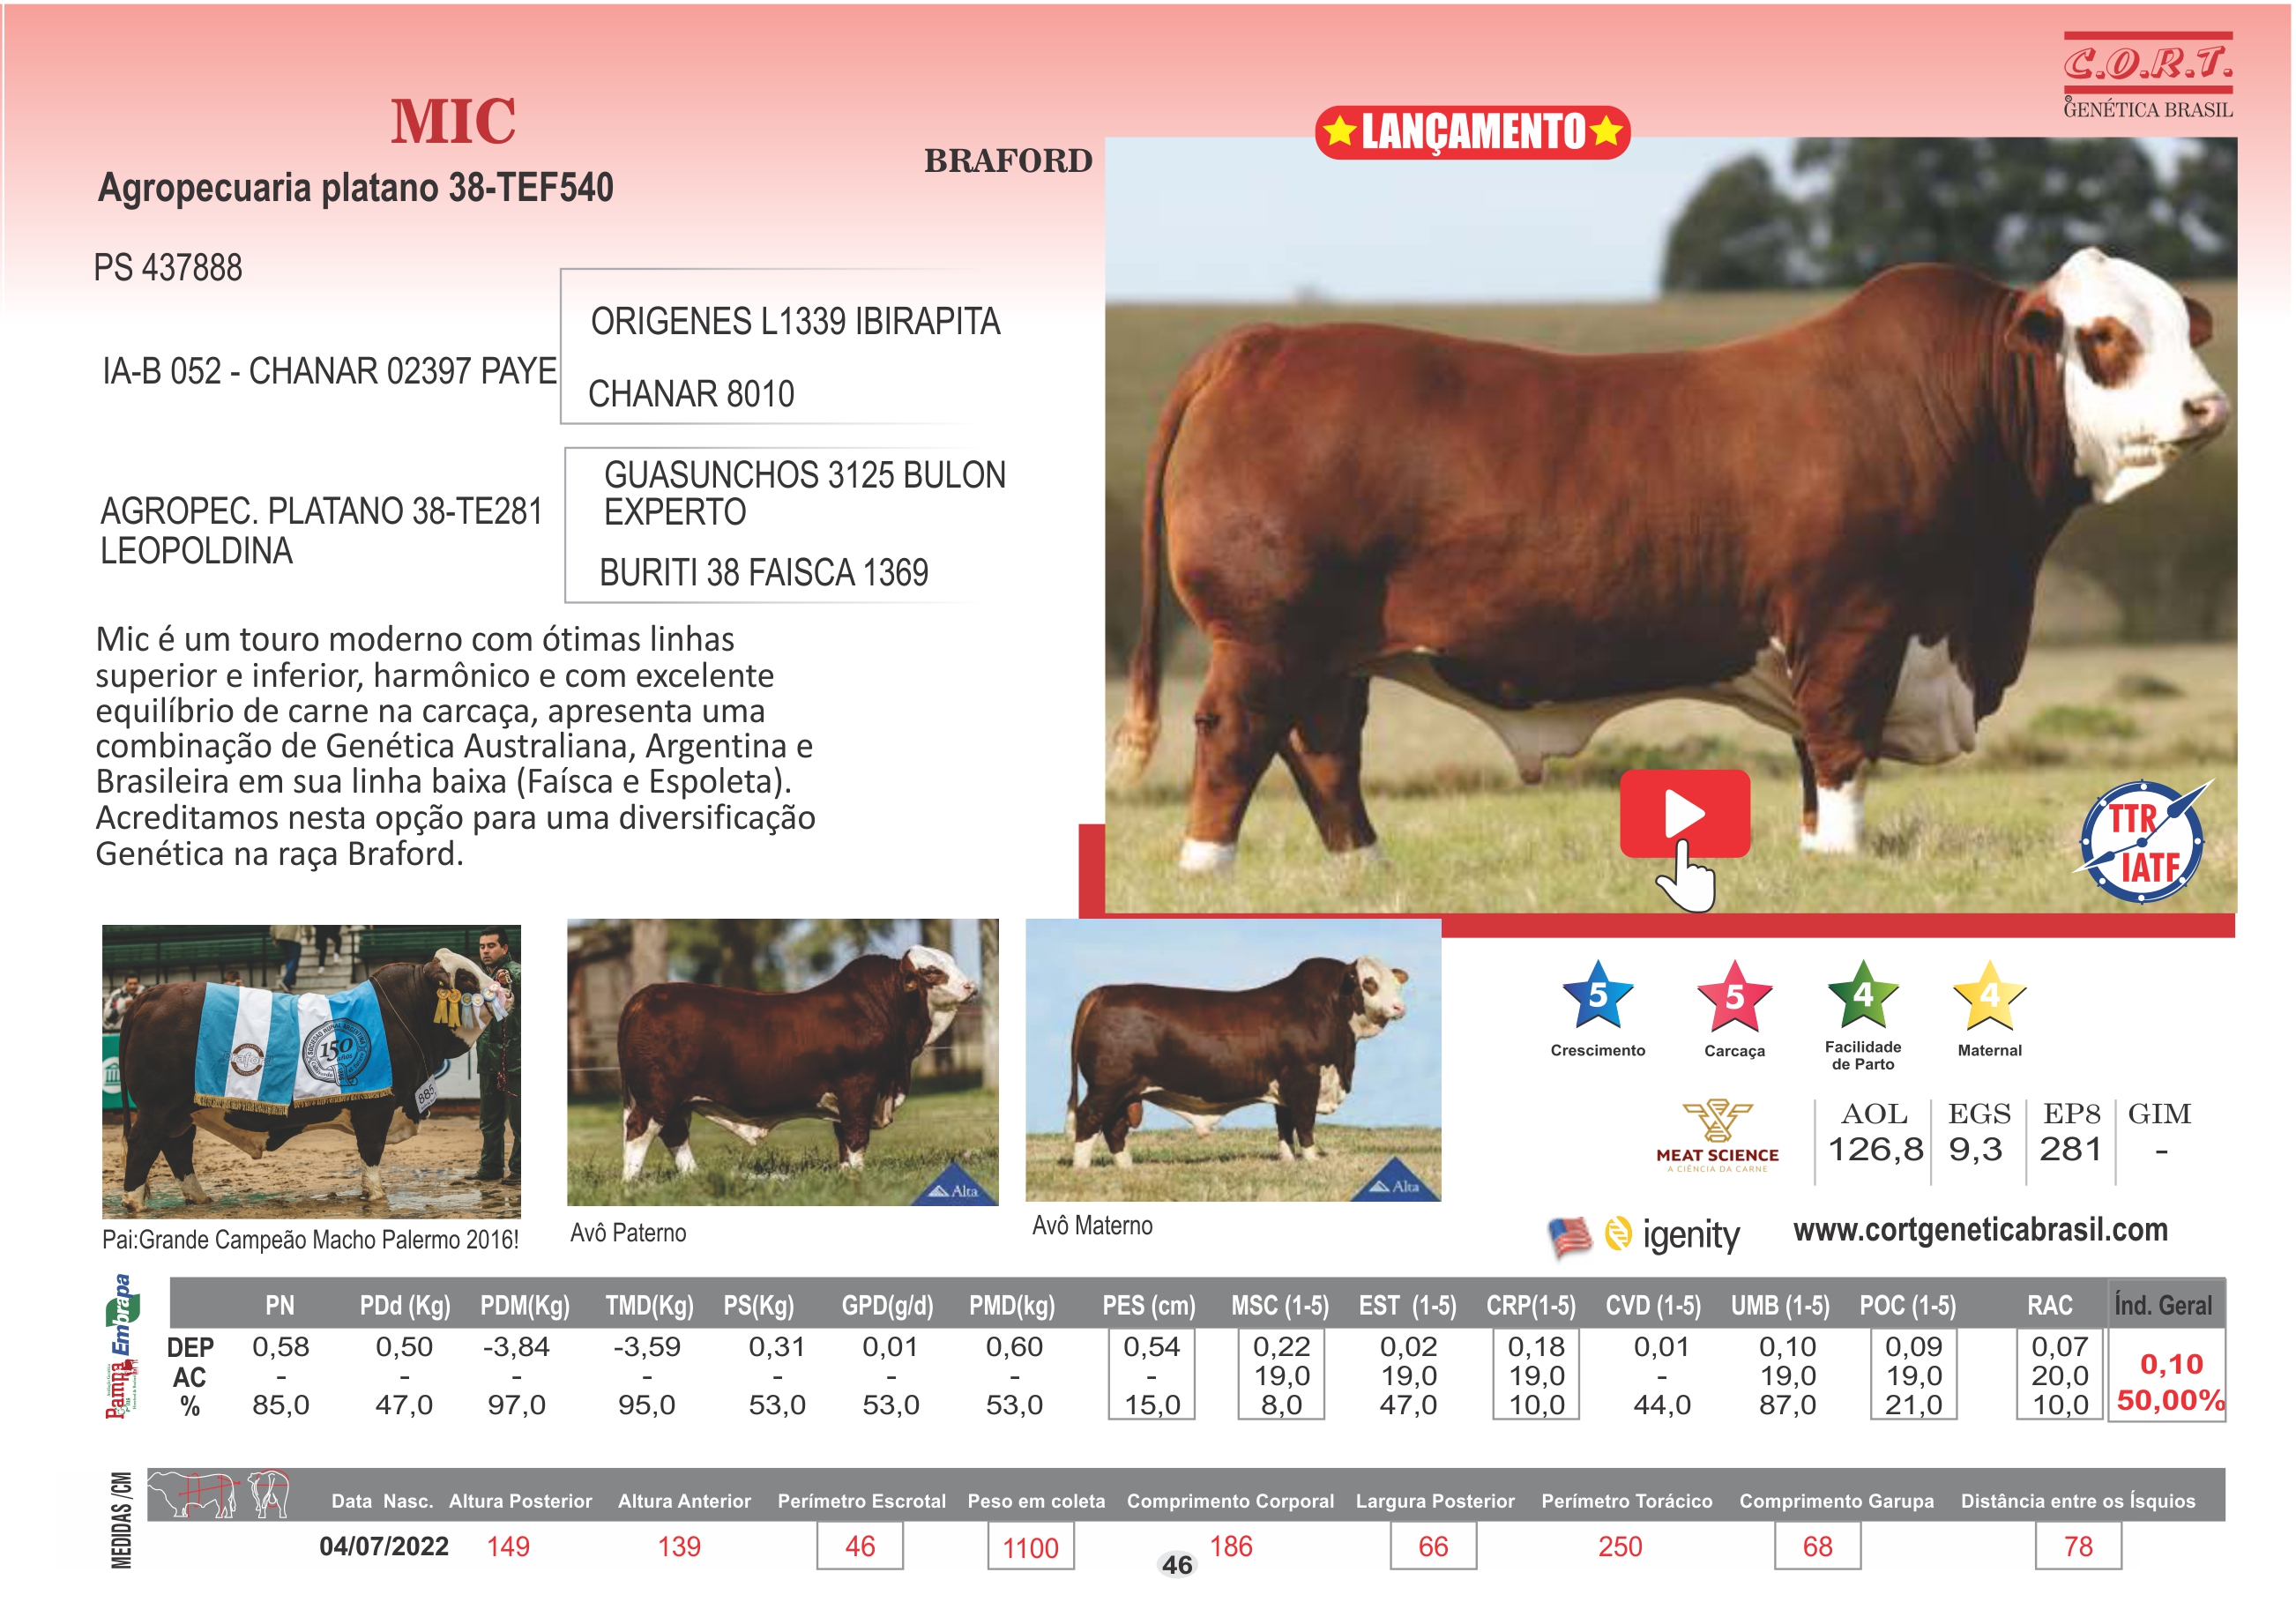 C.O.R.T.
GENÉTICA BRASIL
MIC
LANÇAMENTO
BRAFORD
Agropecuaria platano 38-TEF540
PS 437888
ORIGENES L1339 IBIRAPITA
IA-B 052 - CHANAR 02397 PAYE
CHANAR 8010
GUASUNCHOS 3125 BULON
EXPERTO
AGROPEC. PLATANO 38-TE281
LEOPOLDINA
BURITI 38 FAISCA 1369
Mic é um touro moderno com ótimas linhas
superior e inferior, harmônico e com excelente
equilíbrio de carne na carcaça, apresenta uma
combinação de Genética Australiana, Argentina e
Brasileira em sua linha baixa (Faísca e Espoleta).
Acreditamos nesta opção para uma diversificação
Genética na raça Braford.
TTR
IATF
150
885
Alta
Alta
Pai:Grande Campeão Macho Palermo 2016!
Avô Paterno
Avô Materno
5 5 4 4
Crescimento Carcaça Facilidade de Parto Maternal
MEAT SCIENCE
A CIÊNCIA DA CARNE
AOL EGS EP8 GIM
126,8 9,3 281 -
igenity www.cortgeneticabrasil.com
Embrapa
Pampa
PN PDd (Kg) PDM(Kg) TMD(Kg) PS(Kg) GPD(g/d) PMD(kg) PES (cm) MSC (1-5) EST (1-5) CRP(1-5) CVD (1-5) UMB (1-5) POC (1-5) RAC Índ. Geral
DEP 0,58 0,50 -3,84 -3,59 0,31 0,01 0,60 0,54 0,22 0,02 0,18 0,01 0,10 0,09 0,07 0,10
AC - - - - - - - - 19,0 19,0 19,0 - 19,0 19,0 20,0
% 85,0 47,0 97,0 95,0 53,0 53,0 53,0 15,0 8,0 47,0 10,0 44,0 87,0 21,0 10,0 50,00%
MEDIDAS /CM
Data Nasc. Altura Posterior Altura Anterior Perímetro Escrotal Peso em coleta Comprimento Corporal Largura Posterior Perímetro Torácico Comprimento Garupa Distância entre os Ísquios
04/07/2022 149 139 46 1100 186 66 250 68 78
46